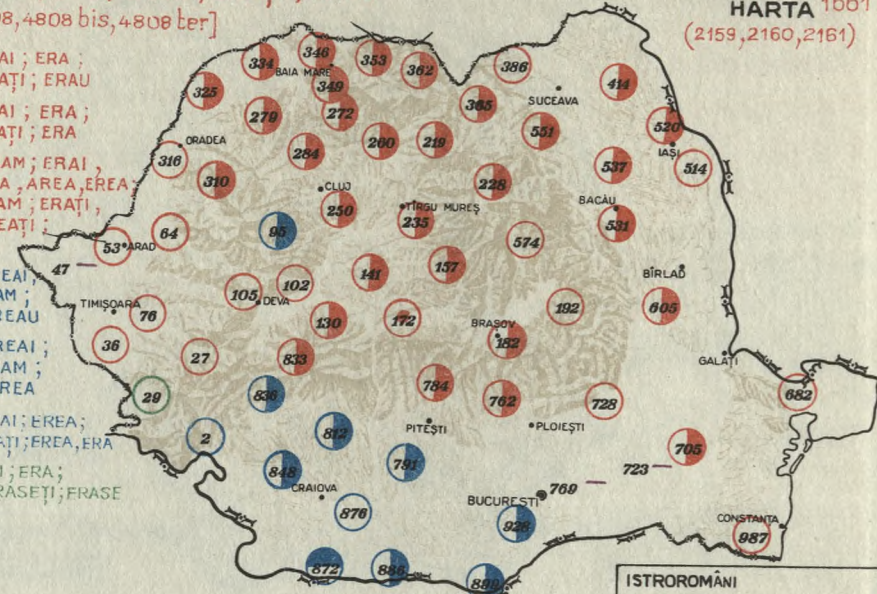 08,4808 bis,4808 ter]
HARTA 1001
(2159,2160,2161)
AI ; ERA ;
AȚI ; ERAU
AI ; ERA ;
AȚI ; ERA
AM ; ERAI ,
A , AREA , EREA
AM ; ERAȚI ,
EAȚI ;
EAI ,
AM ;
REAU
REAI ;
AM ;
REA
AI ; EREA ;
AȚI ; EREA , ERA
I ; ERA ;
RASEȚI ; ERASE
334
346
353
362
386
414
BAIA MARE
325
349
SUCEAVA
279
272
385
520
551
ORADEA
260
219
IAȘI
316
284
537
514
310
CLUJ
228
250
TÎRGU MUREȘ
BACĂU
235
531
95
64
574
53
ARAD
47
141
157
BÎRLAD
105
102
DEVA
TIMIȘOARA
76
192
605
130
172
BRAȘOV
182
36
27
833
GALAȚI
29
836
784
762
728
682
2
812
PITEȘTI
PLOIEȘTI
705
848
791
723
CRAIOVA
769
BUCUREȘTI
876
928
CONSTANȚA
987
872
886
899
ISTROROMÂNI